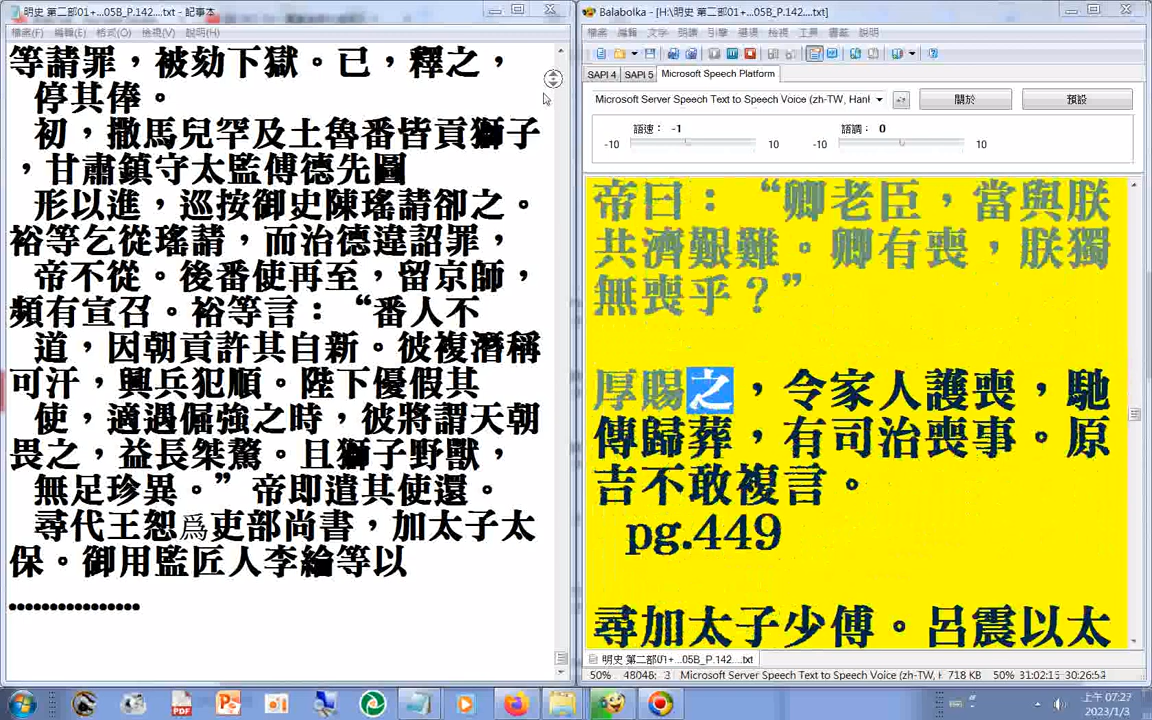 明史 第二部01+...05B_P.142....txt - 記事本
檔案(F) 編輯(E) 格式(O) 檢視(V) 說明(H)
等請罪，被劾下獄。已，釋之，
停其俸。
初，撒馬兒罕及土魯番皆貢獅子
，甘肅鎮守太監傅德先圖
形以進，巡按御史陳瑤請卻之。
裕等乞從瑤請，而治德違詔罪，
帝不從。後番使再至，留京師，
頻有宣召。裕等言：“番人不
道，因朝貢許其自新。彼複潛稱
可汗，興兵犯順。陛下優假其
使，適遇倔強之時，彼將謂天朝
畏之，益長桀驁。且獅子野獸，
無足珍異。”帝即遣其使還。
尋代王恕爲吏部尚書，加太子太
保。御用監匠人李綸等以
................
Balabolka - [H:\明史 第二部01+...05B_P.142....txt]
檔案 編輯 文字 朗讀 引擎 選項 檢視 工具 書籤 說明
SAPI 4 SAPI 5 Microsoft Speech Platform
Microsoft Server Speech Text to Speech Voice (zh-TW, Hanl
關於 預設
語速： -1 語調： 0
-10 10 -10 10
帝曰：“卿老臣，當與朕
共濟艱難。卿有喪，朕獨
無喪乎？”
厚賜之，令家人護喪，馳
傳歸葬，有司治喪事。原
吉不敢複言。
pg.449
尋加太子少傅。呂震以太
明史 第二部01+...05B_P.142....txt
50% 48046: 3 Microsoft Server Speech Text to Speech Voice (zh-TW, H 718 KB 50% 31:02:15
上午 07:27
2023/1/3